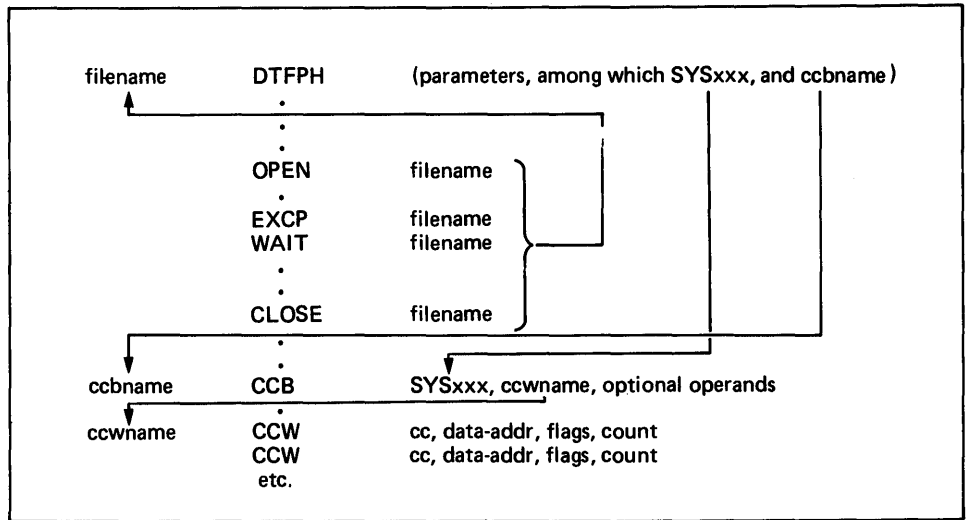 filename DTFPH (parameters, among which SYSxxx, and ccbname)
OPEN filename
EXCP filename
WAIT filename
CLOSE filename
ccbname CCB SYSxxx, ccwname, optional operands
ccwname CCW cc, data-addr, flags, count
CCW cc, data-addr, flags, count
etc.